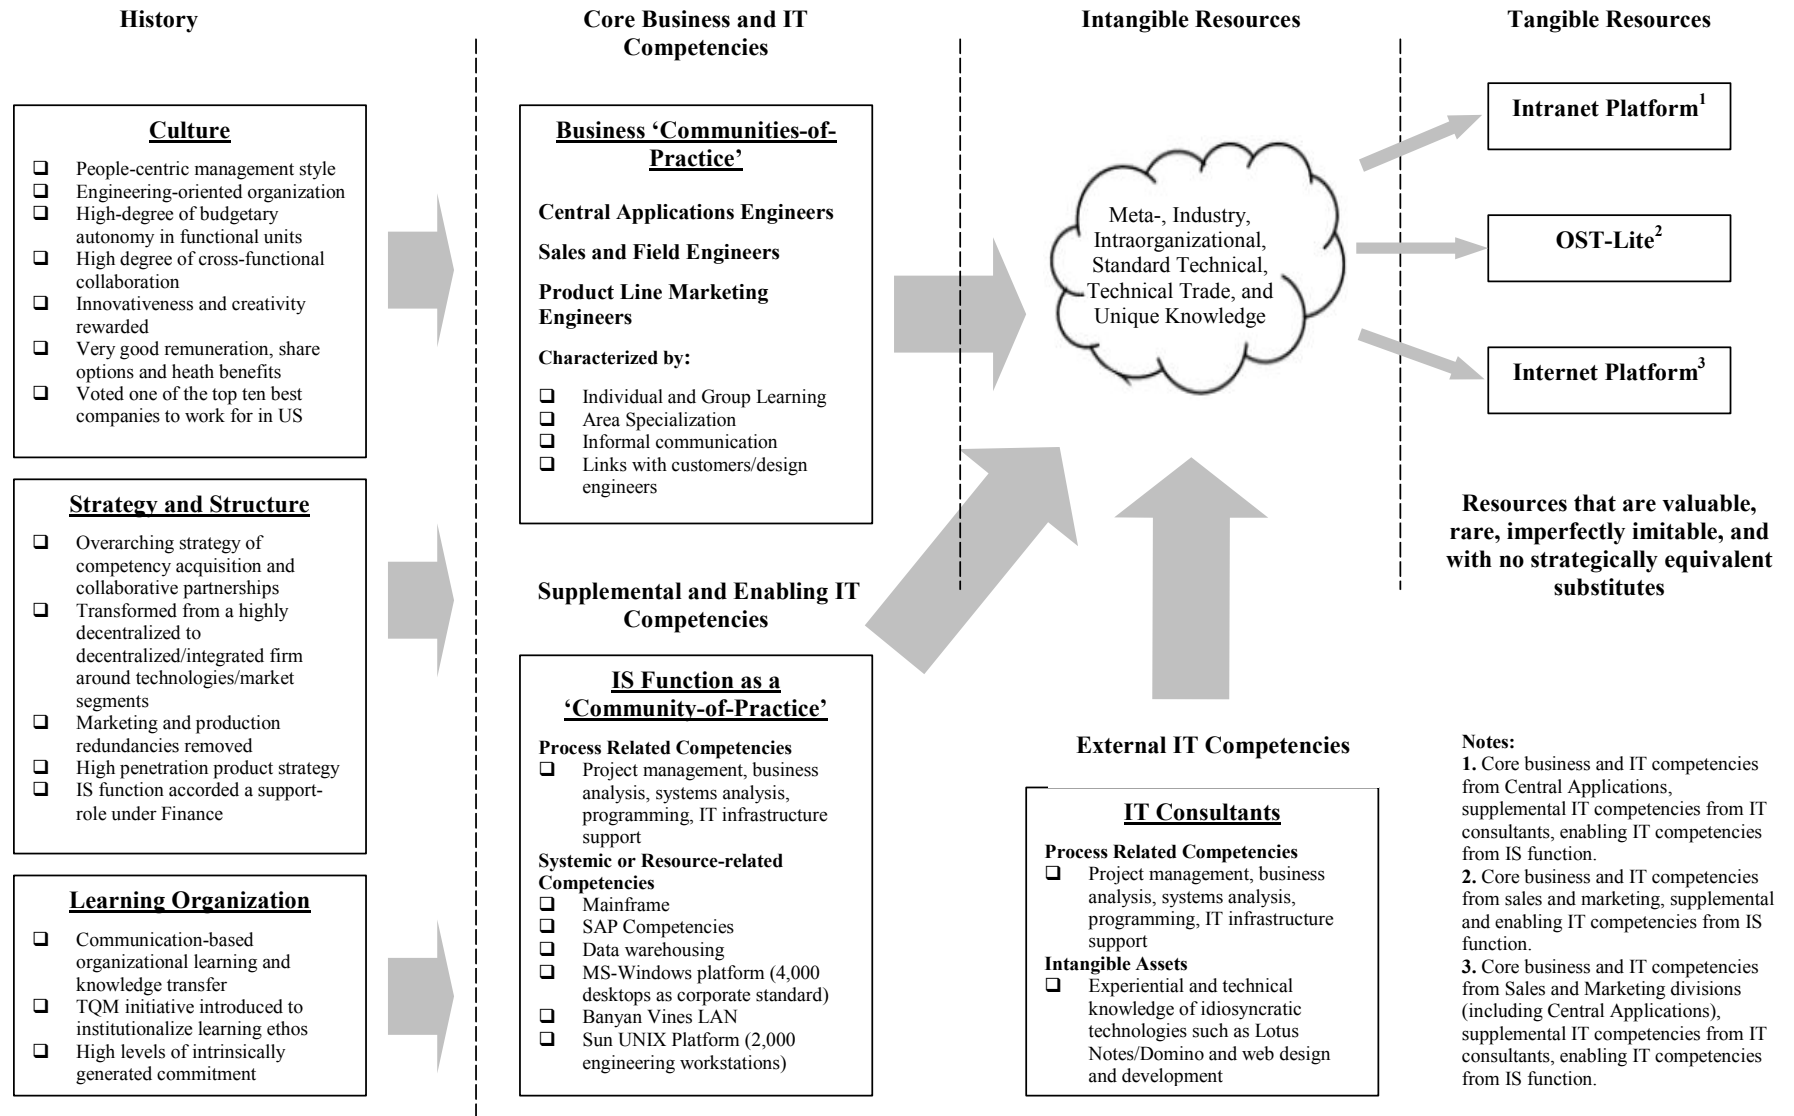 History
Core Business and IT
Competencies
Intangible Resources
Tangible Resources
Culture
❑ People-centric management style
❑ Engineering-oriented organization
❑ High-degree of budgetary
autonomy in functional units
❑ High degree of cross-functional
collaboration
❑ Innovativeness and creativity
rewarded
❑ Very good remuneration, share
options and heath benefits
❑ Voted one of the top ten best
companies to work for in US
Strategy and Structure
❑ Overarching strategy of
competency acquisition and
collaborative partnerships
❑ Transformed from a highly
decentralized to
decentralized/integrated firm
around technologies/market
segments
❑ Marketing and production
redundancies removed
❑ High penetration product strategy
❑ IS function accorded a support-
role under Finance
Learning Organization
❑ Communication-based
organizational learning and
knowledge transfer
❑ TQM initiative introduced to
institutionalize learning ethos
❑ High levels of intrinsically
generated commitment
Business ‘Communities-of-
Practice’
Central Applications Engineers
Sales and Field Engineers
Product Line Marketing
Engineers
Characterized by:
❑ Individual and Group Learning
❑ Area Specialization
❑ Informal communication
❑ Links with customers/design
engineers
Supplemental and Enabling IT
Competencies
IS Function as a
‘Community-of-Practice’
Process Related Competencies
❑ Project management, business
analysis, systems analysis,
programming, IT infrastructure
support
Systemic or Resource-related
Competencies
❑ Mainframe
❑ SAP Competencies
❑ Data warehousing
❑ MS-Windows platform (4,000
desktops as corporate standard)
❑ Banyan Vines LAN
❑ Sun UNIX Platform (2,000
engineering workstations)
Meta-, Industry,
Intraorganizational,
Standard Technical,
Technical Trade, and
Unique Knowledge
External IT Competencies
IT Consultants
Process Related Competencies
❑ Project management, business
analysis, systems analysis,
programming, IT infrastructure
support
Intangible Assets
❑ Experiential and technical
knowledge of idiosyncratic
technologies such as Lotus
Notes/Domino and web design
and development
Intranet Platform1
OST-Lite2
Internet Platform3
Resources that are valuable,
rare, imperfectly imitable, and
with no strategically equivalent
substitutes
Notes:
1. Core business and IT competencies
from Central Applications,
supplemental IT competencies from IT
consultants, enabling IT competencies
from IS function.
2. Core business and IT competencies
from sales and marketing, supplemental
and enabling IT competencies from IS
function.
3. Core business and IT competencies
from Sales and Marketing divisions
(including Central Applications),
supplemental IT competencies from IT
consultants, enabling IT competencies
from IS function.